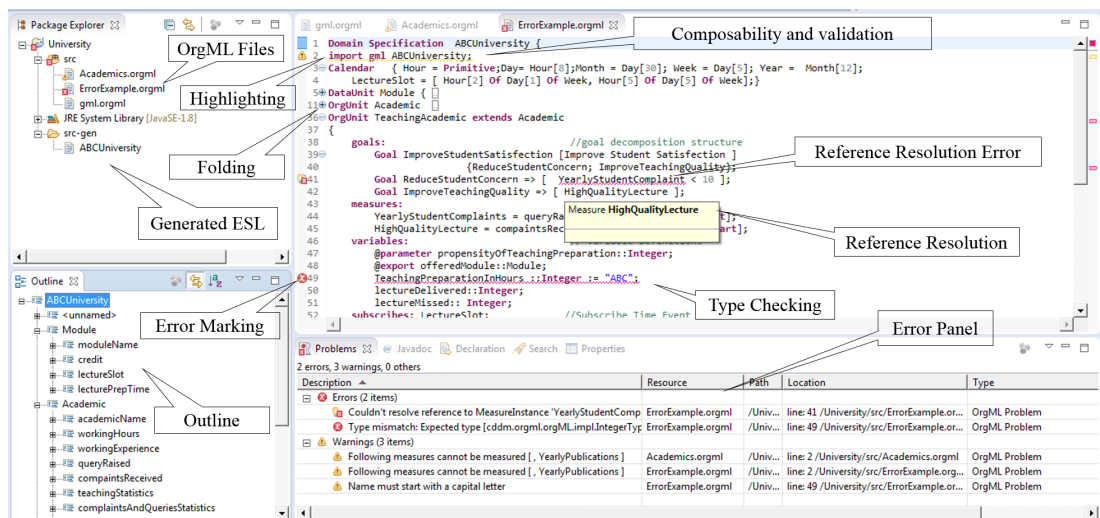 Package Explorer
University
src
Academics.orgml
ErrorExample.orgml
gml.orgml
JRE System Library [JavaSE-1.8]
src-gen
ABCUniversity
OrgML Files
Highlighting
Folding
Generated ESL
Outline
ABCUniversity
<unnamed>
Module
moduleName
credit
lectureSlot
lecturePrepTime
Academic
academicName
workingHours
workingExperience
queryRaised
compaintsReceived
teachingStatistics
complaintsAndQueriesStatistics
Error Marking
Outline
gml.orgml
Academics.orgml
ErrorExample.orgml
Composability and validation
1 Domain Specification ABCUniversity {
2 import gml ABCUniversity;
3 Calendar { Hour = Primitive;Day= Hour[8];Month = Day[30]; Week = Day[5]; Year = Month[12];
4 LectureSlot = [ Hour[2] Of Day[1] Of Week, Hour[5] Of Day[5] Of Week];}
5 DataUnit Module {
11 OrgUnit Academic
36 OrgUnit TeachingAcademic extends Academic
37 {
38 goals: //goal decomposition structure
39 Goal ImproveStudentSatisfection [Improve Student Satisfection ]
40 {ReduceStudentConcern; ImproveTeachingQuality};
41 Goal ReduceStudentConcern => [ YearlyStudentComplaint < 10 ];
42 Goal ImproveTeachingQuality => [ HighQualityLecture ];
43 measures:
44 YearlyStudentComplaints = queryRa t];
45 HighQualityLecture = compaintsRec art];
46 variables:
47 @parameter propensityOfTeachingPreparation::Integer;
48 @export offeredModule::Module;
49 TeachingPreparationInHours ::Integer := "ABC";
50 lectureDelivered::Integer;
51 lectureMissed:: Integer;
52 subscribes: LectureSlot; //Subscribe Time Event
Measure HighQualityLecture
Reference Resolution Error
Reference Resolution
Type Checking
Error Panel
Problems
@ Javadoc
Declaration
Search
Properties
2 errors, 3 warnings, 0 others
Description Resource Path Location Type
Errors (2 items)
Couldn't resolve reference to MeasureInstance 'YearlyStudentComp ErrorExample.orgml /Univ... line: 41 /University/src/ErrorExample.or... OrgML Problem
Type mismatch: Expected type [cddm.orgml.orgML.impl.IntegerTyp ErrorExample.orgml /Univ... line: 49 /University/src/ErrorExample.or... OrgML Problem
Warnings (3 items)
Following measures cannot be measured [ , YearlyPublications ] Academics.orgml /Univ... line: 2 /University/src/Academics.orgml OrgML Problem
Following measures cannot be measured [ , YearlyPublications ] ErrorExample.orgml /Univ... line: 2 /University/src/ErrorExample.org... OrgML Problem
Name must start with a capital letter ErrorExample.orgml /Univ... line: 49 /University/src/ErrorExample.or... OrgML Problem